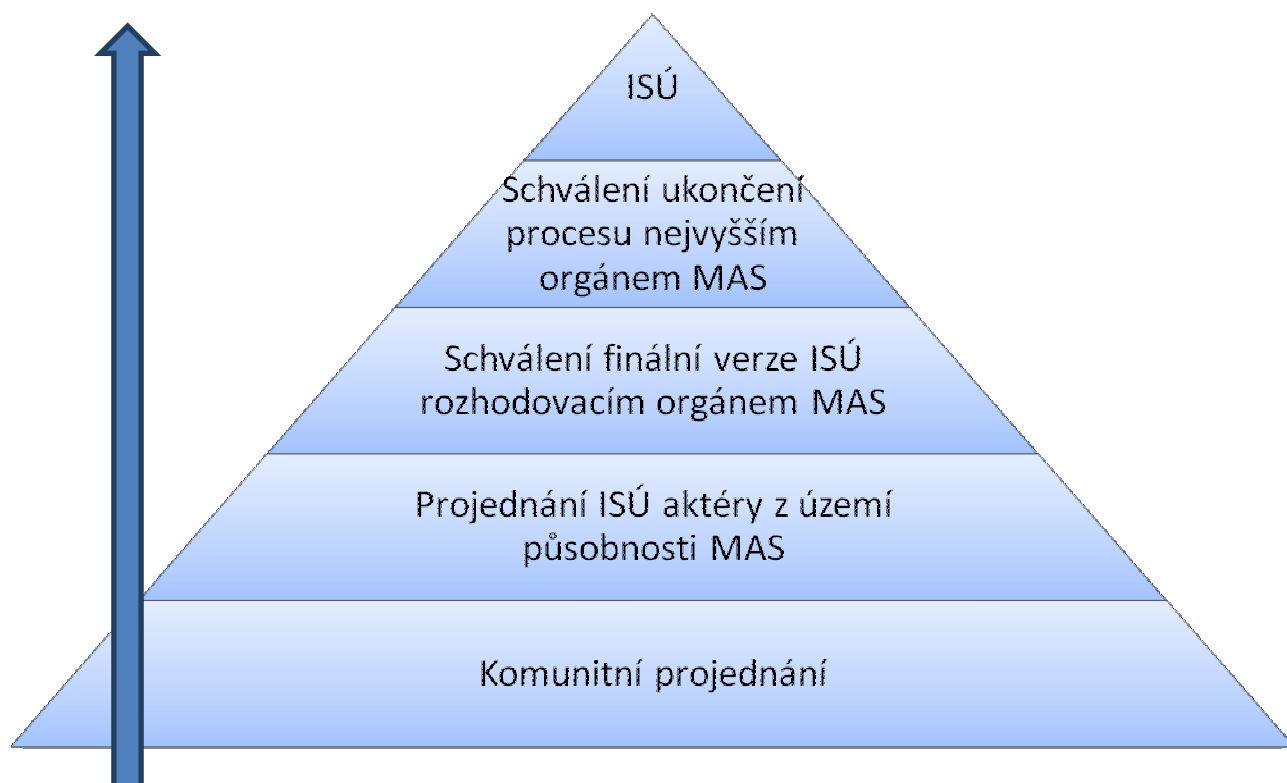 ISÚ
Schválení ukončení
procesu nejvyšším
orgánem MAS
Schválení finální verze ISÚ
rozhodovacím orgánem MAS
Projednání ISÚ aktéry z území
působnosti MAS
Komunitní projednání